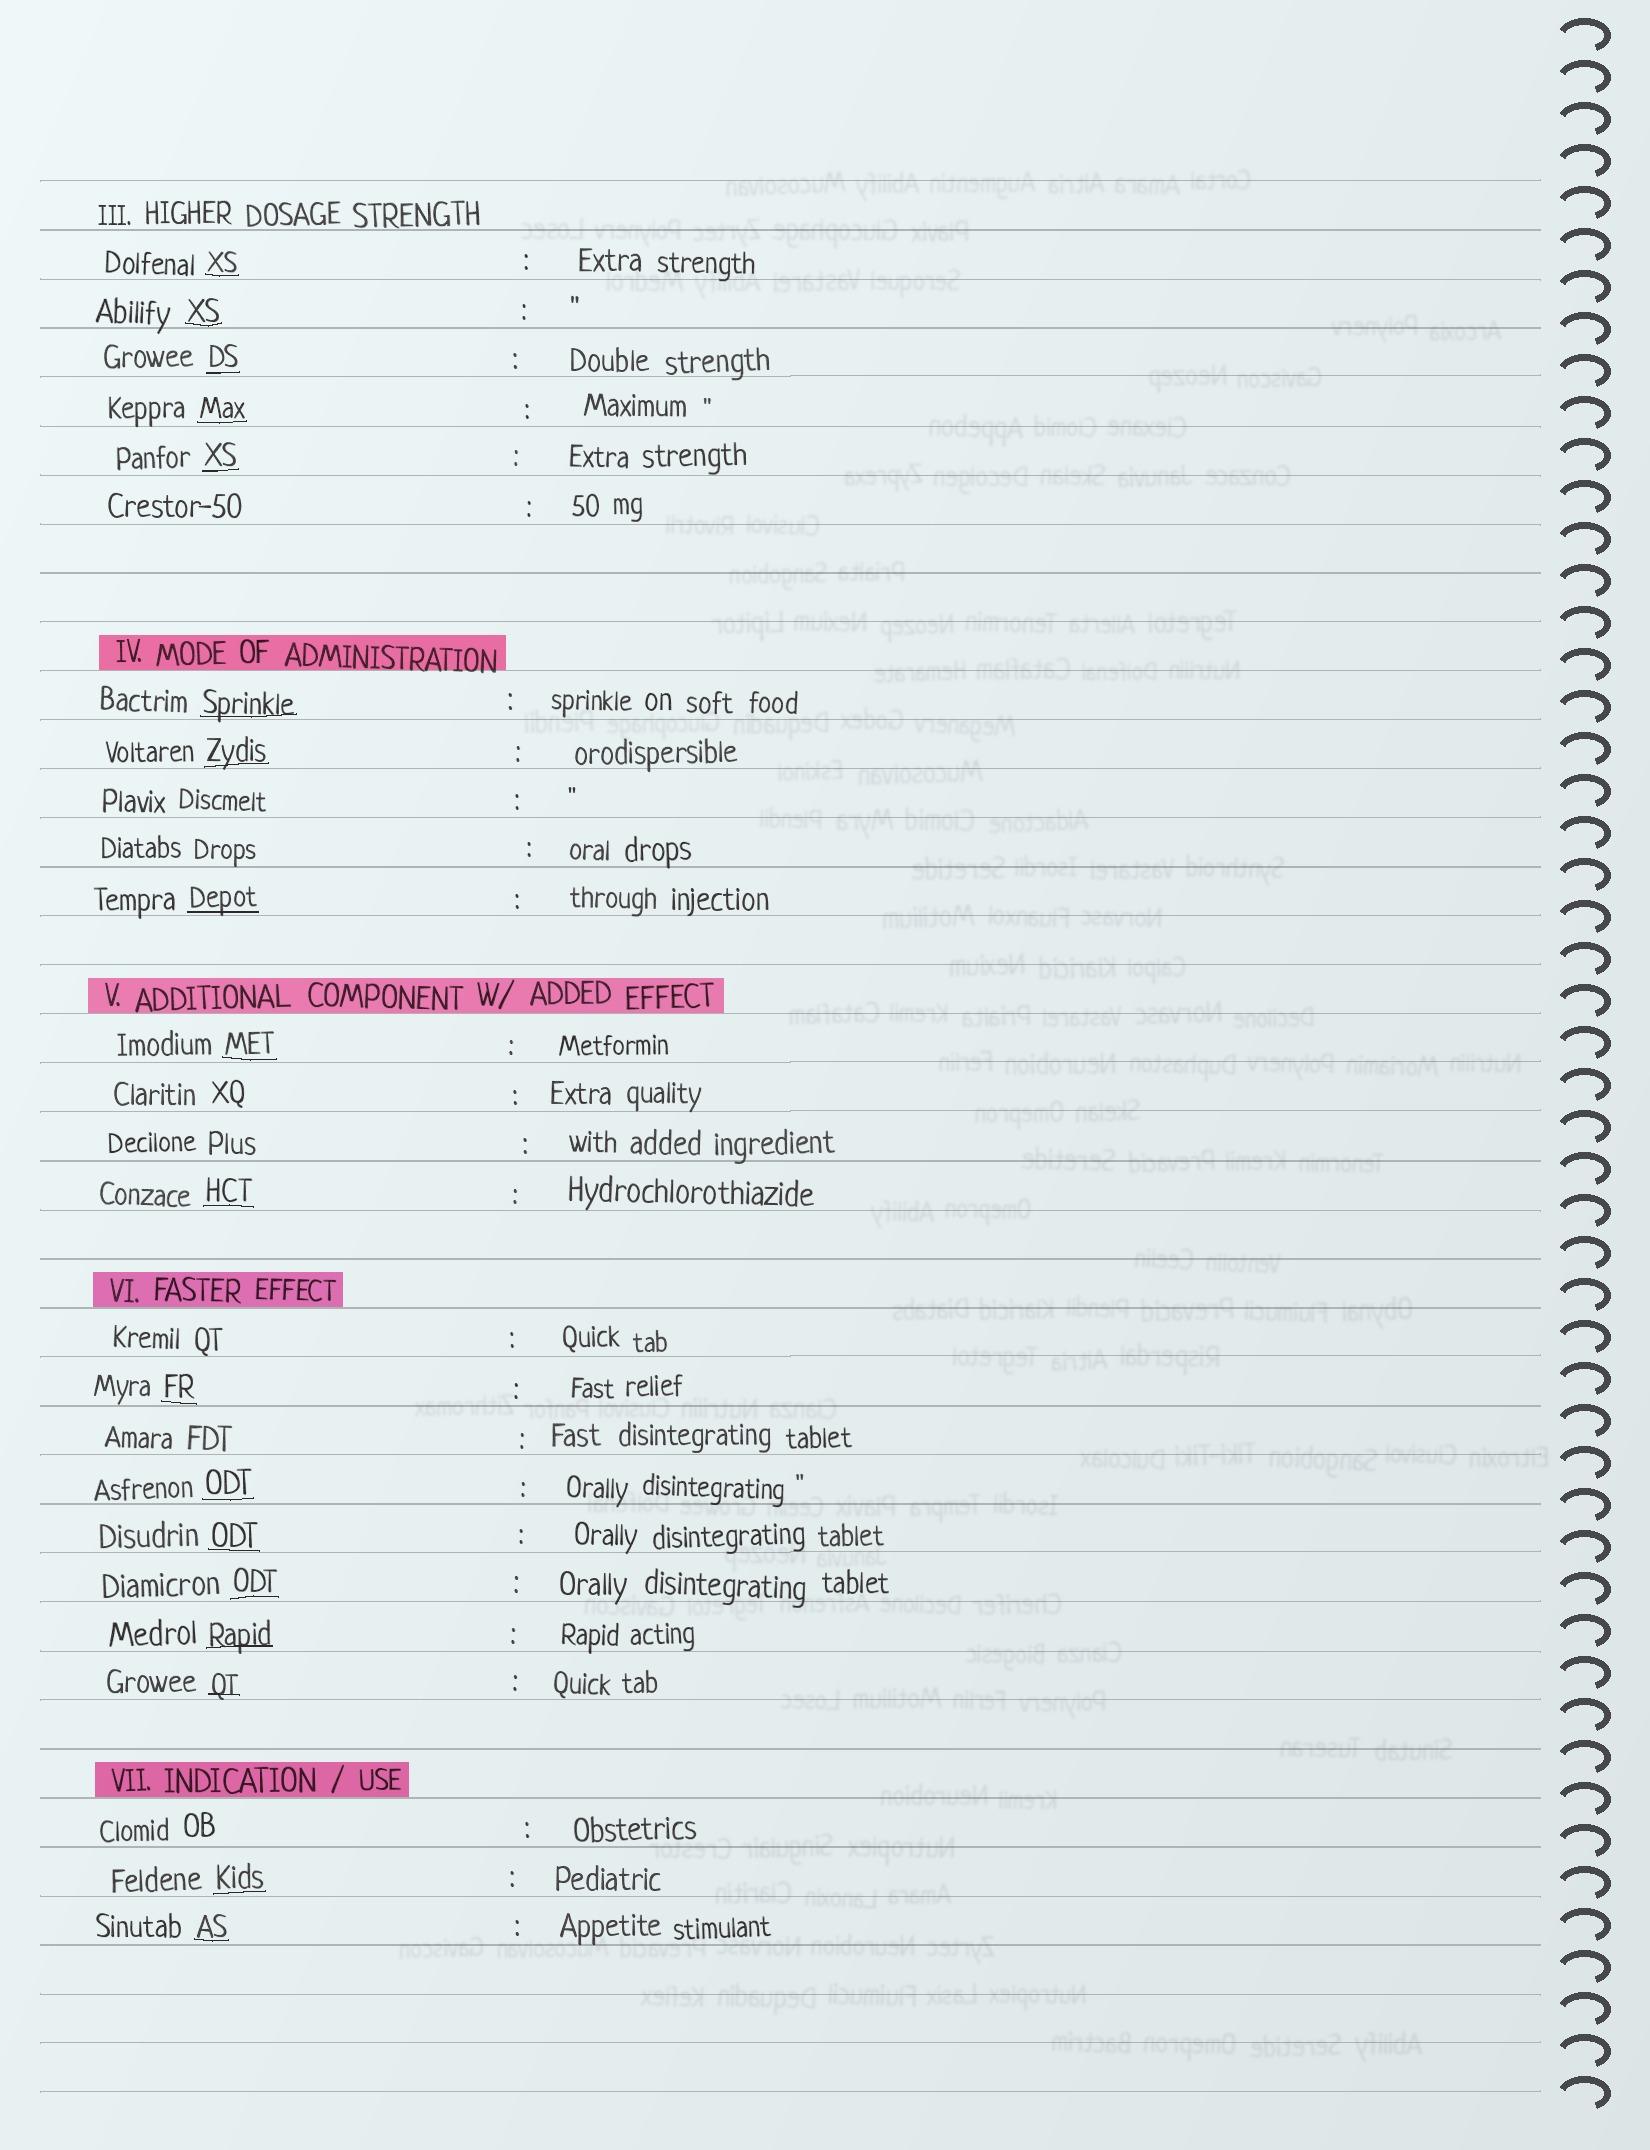 III. HIGHER DOSAGE STRENGTH
Dolfenal XS : Extra strength
Abilify XS : "
Growee DS : Double strength
Keppra Max : Maximum "
Panfor XS : Extra strength
Crestor-50 : 50 mg
IV. MODE OF ADMINISTRATION
Bactrim Sprinkle : sprinkle on soft food
Voltaren Zydis : orodispersible
Plavix Discmelt : "
Diatabs Drops : oral drops
Tempra Depot : through injection
V. ADDITIONAL COMPONENT W/ ADDED EFFECT
Imodium MET : Metformin
Claritin XQ : Extra quality
Decilone Plus : with added ingredient
Conzace HCT : Hydrochlorothiazide
VI. FASTER EFFECT
Kremil QT : Quick tab
Myra FR : Fast relief
Amara FDT : Fast disintegrating tablet
Asfrenon ODT : Orally disintegrating "
Disudrin ODT : Orally disintegrating tablet
Diamicron ODT : Orally disintegrating tablet
Medrol Rapid : Rapid acting
Growee QT : Quick tab
VII. INDICATION / USE
Clomid OB : Obstetrics
Feldene Kids : Pediatric
Sinutab AS : Appetite stimulant